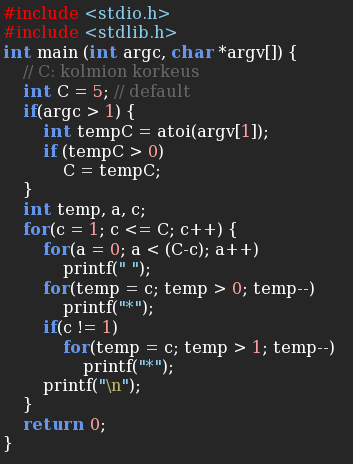 #include <stdio.h>
#include <stdlib.h>
int main (int argc, char *argv[]) {
    // C: kolmion korkeus
    int C = 5; // default
    if(argc > 1) {
        int tempC = atoi(argv[1]);
        if (tempC > 0)
            C = tempC;
    }
    int temp, a, c;
    for(c = 1; c <= C; c++) {
        for(a = 0; a < (C-c); a++)
            printf(" ");
        for(temp = c; temp > 0; temp--)
            printf("*");
        if(c != 1)
            for(temp = c; temp > 1; temp--)
                printf("*");
        printf("\n");
    }
    return 0;
}